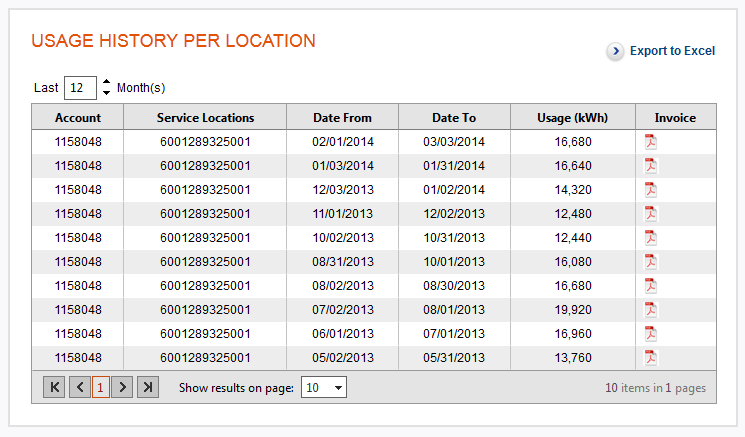 USAGE HISTORY PER LOCATION
Export to Excel
Last 12 Month(s)
Account Service Locations Date From Date To Usage (kWh) Invoice
1158048 6001289325001 02/01/2014 03/03/2014 16,680
1158048 6001289325001 01/03/2014 01/31/2014 16,640
1158048 6001289325001 12/03/2013 01/02/2014 14,320
1158048 6001289325001 11/01/2013 12/02/2013 12,480
1158048 6001289325001 10/02/2013 10/31/2013 12,440
1158048 6001289325001 08/31/2013 10/01/2013 16,080
1158048 6001289325001 08/02/2013 08/30/2013 16,680
1158048 6001289325001 07/02/2013 08/01/2013 19,920
1158048 6001289325001 06/01/2013 07/01/2013 16,960
1158048 6001289325001 05/02/2013 05/31/2013 13,760
1 Show results on page: 10 10 items in 1 pages